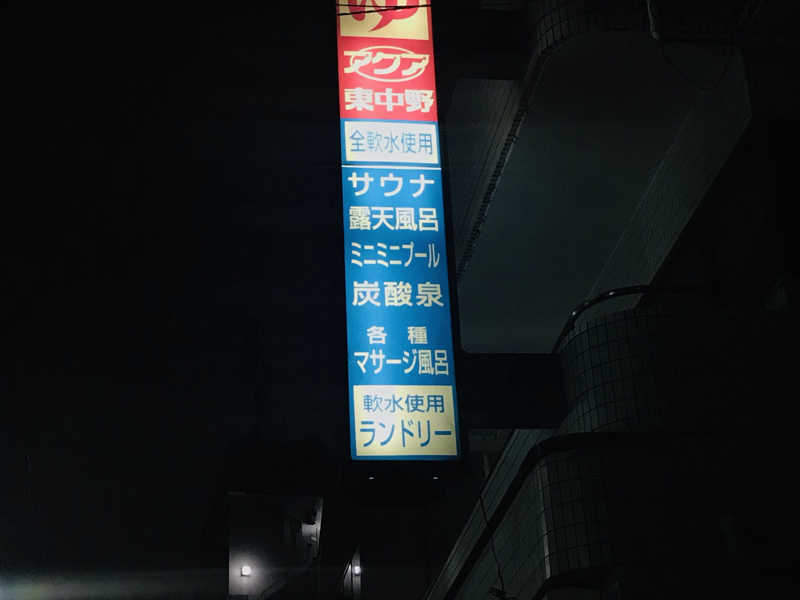 ゆ
アクア
東中野
全軟水使用
サウナ
露天風呂
ミニミニプール
炭酸泉
各種
マサージ風呂
軟水使用
ランドリー